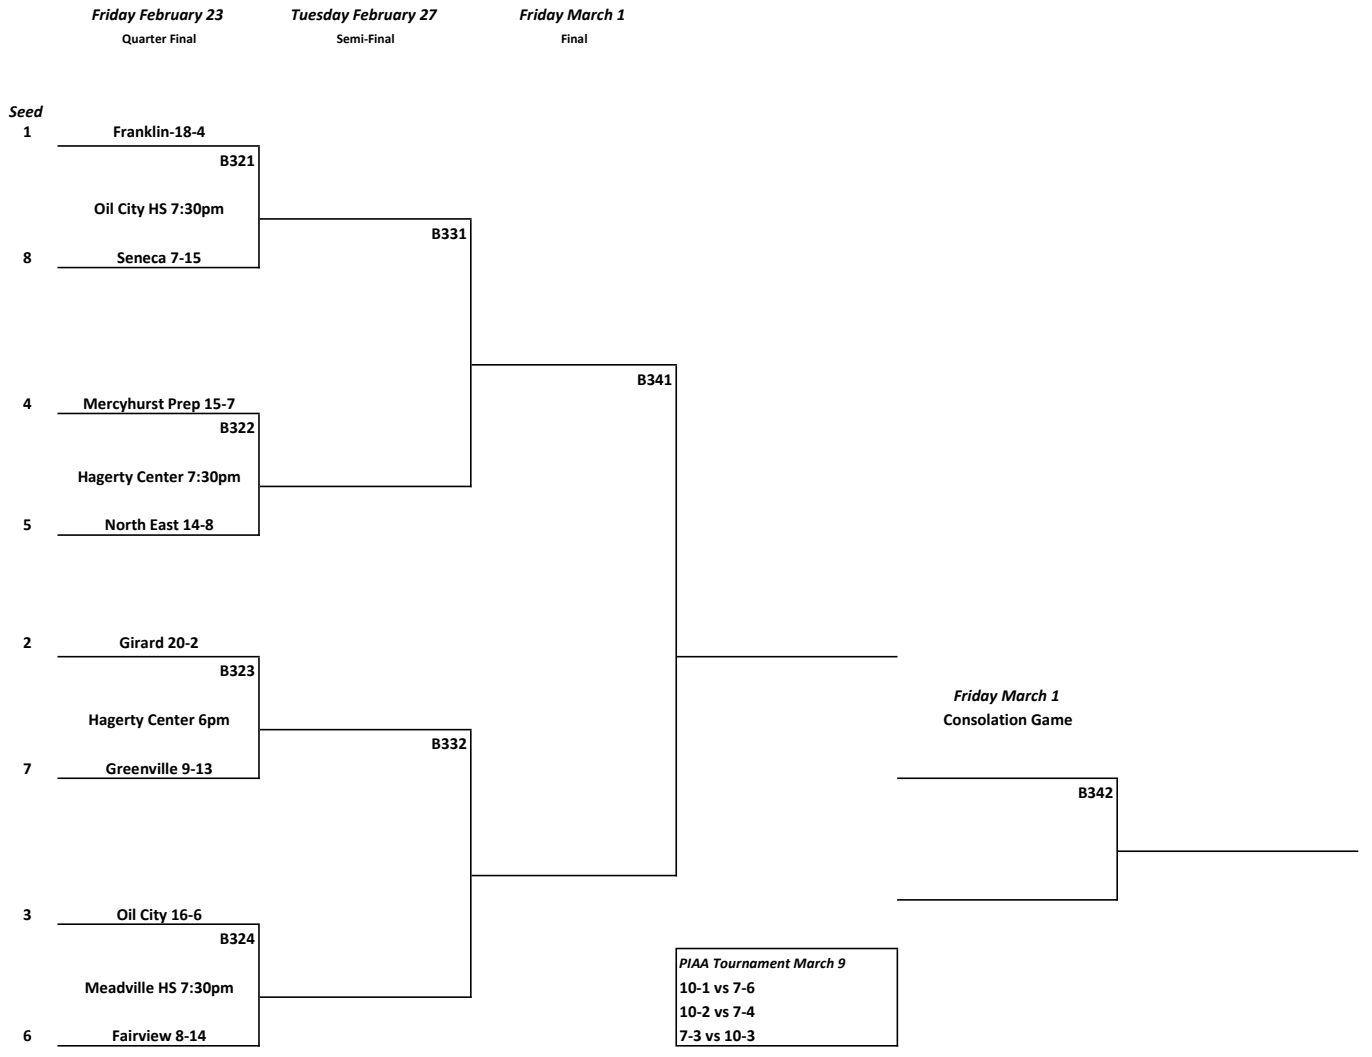 Friday February 23
Tuesday February 27
Friday March 1
Quarter Final
Semi-Final
Final
Seed
1
Franklin-18-4
B321
Oil City HS 7:30pm
B331
8
Seneca 7-15
B341
4
Mercyhurst Prep 15-7
B322
Hagerty Center 7:30pm
5
North East 14-8
2
Girard 20-2
B323
Friday March 1
Hagerty Center 6pm
Consolation Game
B332
7
Greenville 9-13
B342
3
Oil City 16-6
B324
PIAA Tournament March 9
Meadville HS 7:30pm
10-1 vs 7-6
10-2 vs 7-4
6
Fairview 8-14
7-3 vs 10-3